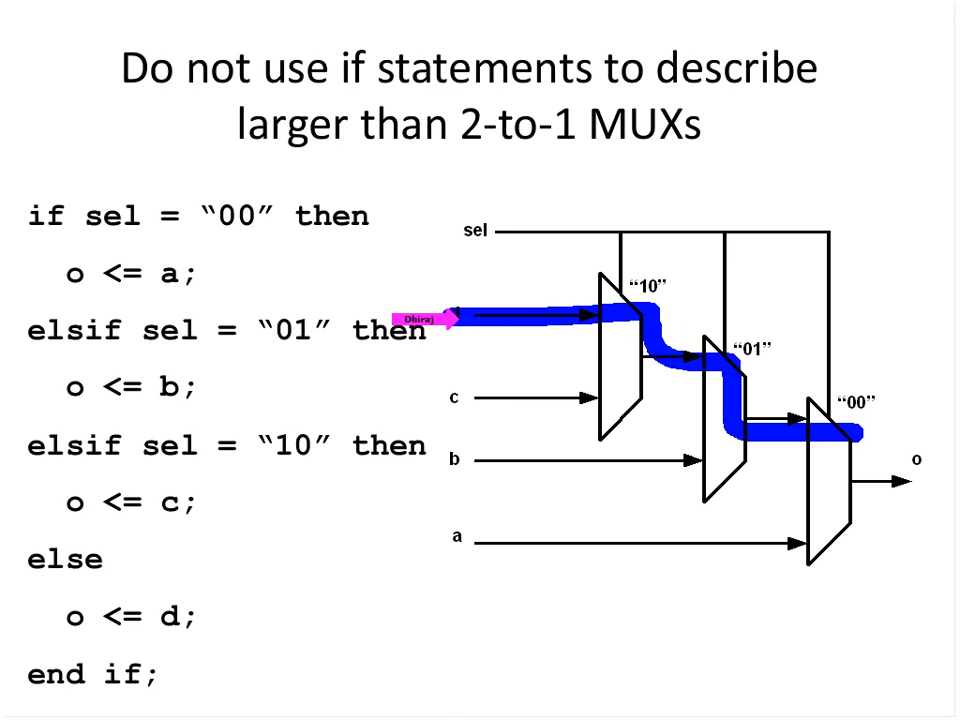 Do not use if statements to describe
larger than 2-to-1 MUXs
if sel = “00” then
o <= a;
elsif sel = “01” then
o <= b;
elsif sel = “10” then
o <= c;
else
o <= d;
end if;
sel
“10”
Dhiraj
“01”
c
“00”
b
o
a